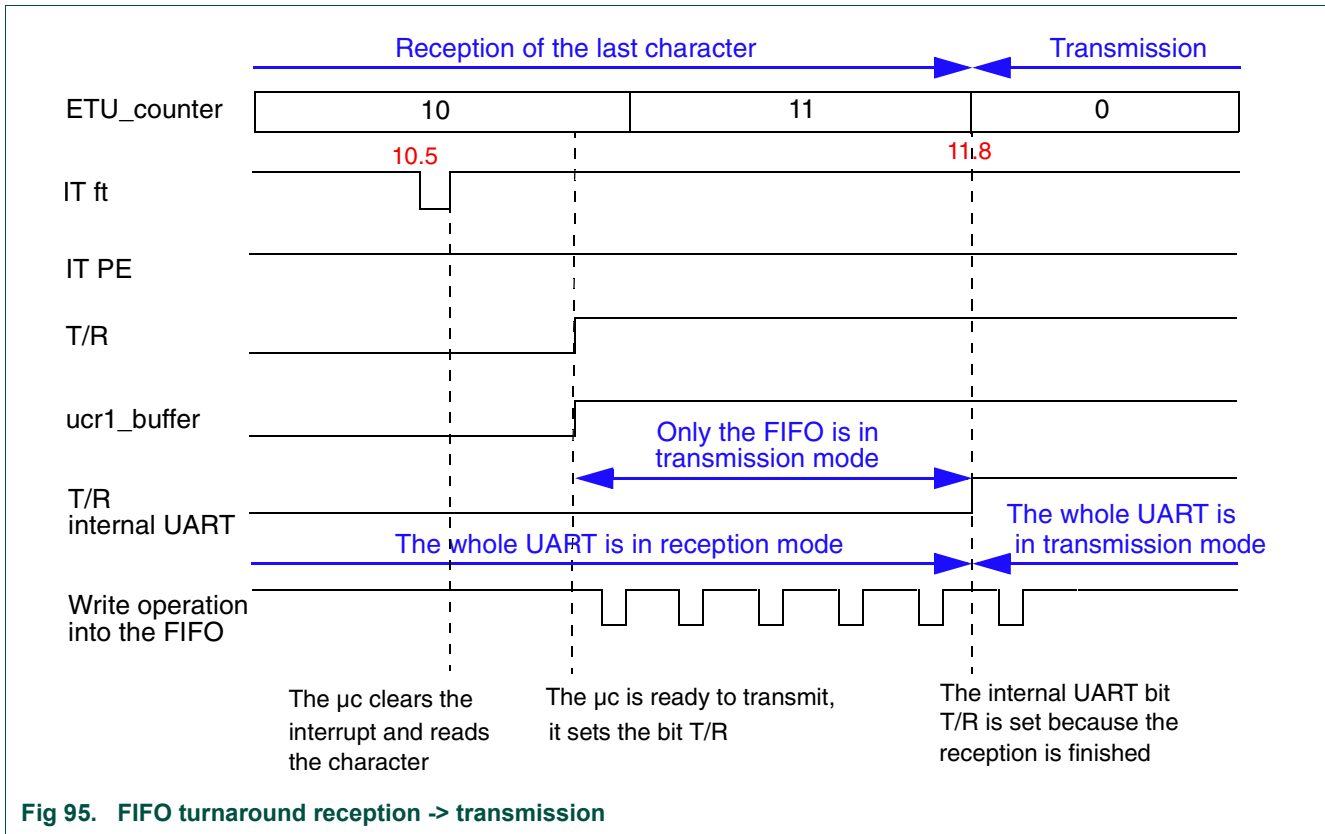 Reception of the last character
Transmission
ETU_counter
10
11
0
10.5
11.8
IT ft
IT PE
T/R
ucr1_buffer
Only the FIFO is in
transmission mode
T/R
internal UART
The whole UART is in reception mode
The whole UART is
in transmission mode
Write operation
into the FIFO
The µc clears the
interrupt and reads
the character
The µc is ready to transmit,
it sets the bit T/R
The internal UART bit
T/R is set because the
reception is finished
Fig 95. FIFO turnaround reception -> transmission